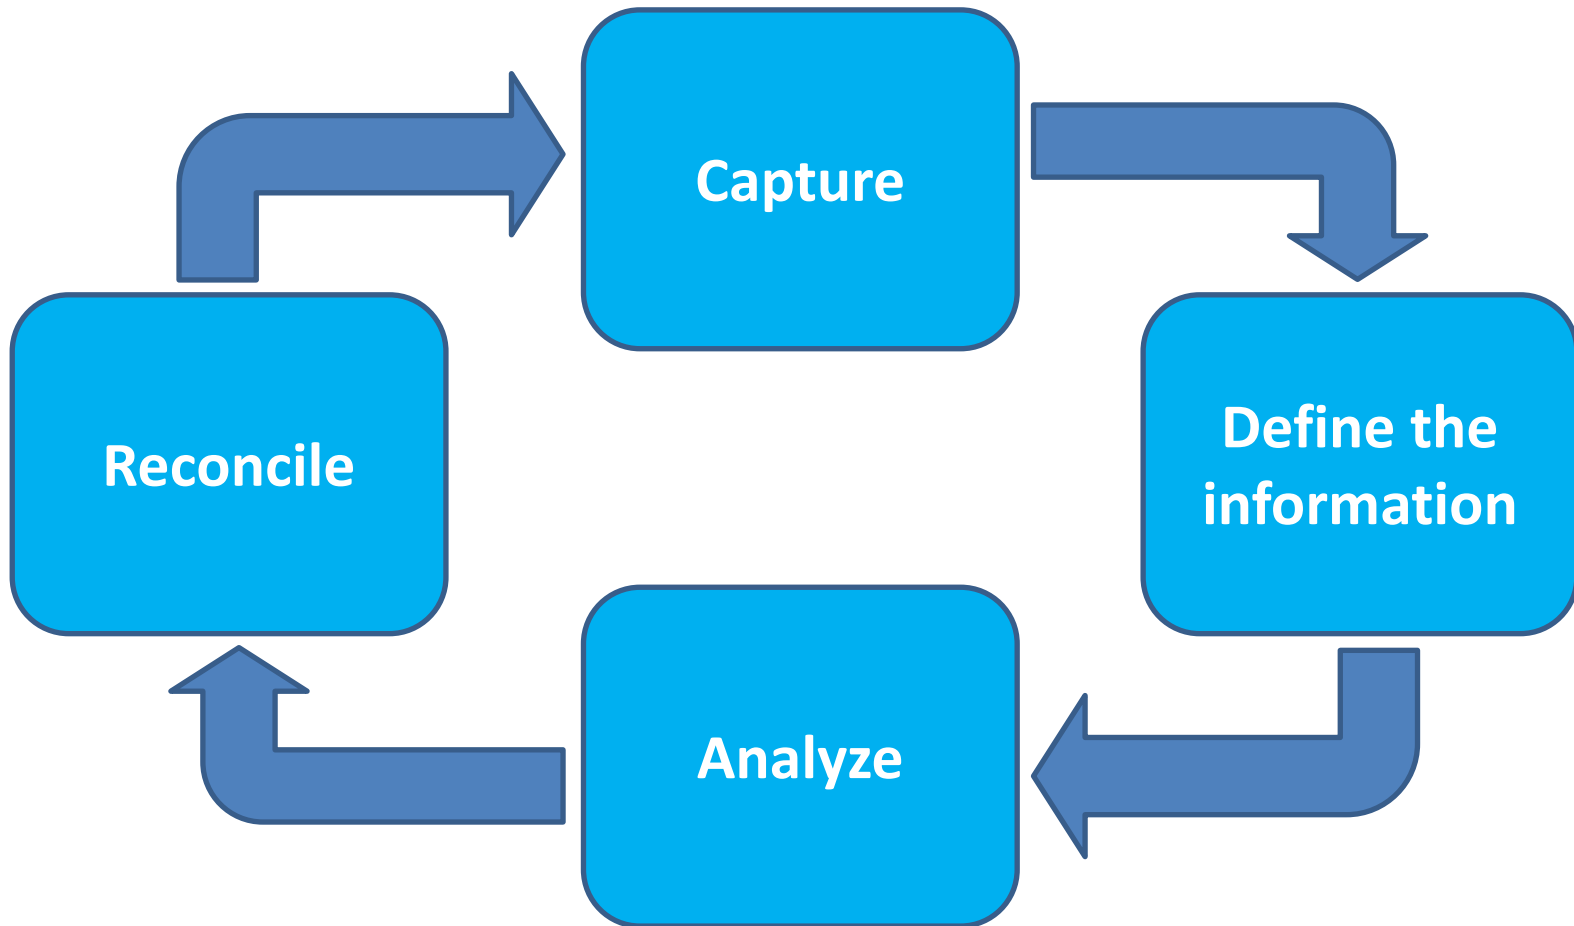 Capture
Define the
information
Analyze
Reconcile